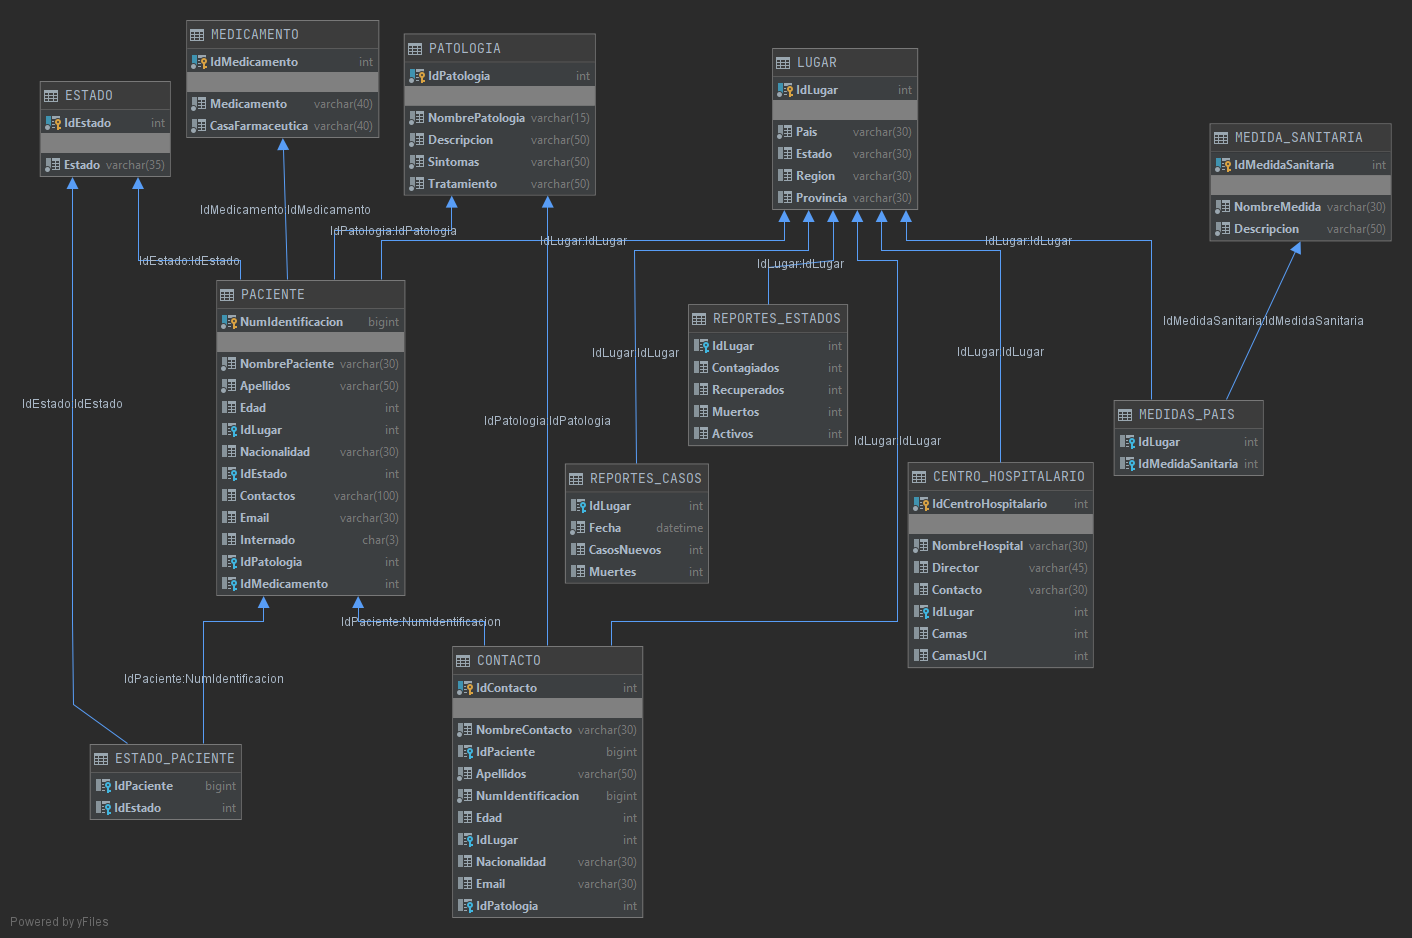 MEDICAMENTO
IdMedicamento int
Medicamento varchar(40)
CasaFarmaceutica varchar(40)
PATOLOGIA
IdPatologia int
NombrePatologia varchar(15)
Descripcion varchar(50)
Sintomas varchar(50)
Tratamiento varchar(50)
LUGAR
IdLugar int
Pais varchar(30)
Estado varchar(30)
Region varchar(30)
Provincia varchar(30)
ESTADO
IdEstado int
Estado varchar(35)
MEDIDA_SANITARIA
IdMedidaSanitaria int
NombreMedida varchar(30)
Descripcion varchar(50)
IdMedicamento:IdMedicamento
IdPatologia:IdPatologia
IdLugar:IdLugar
IdLugar:IdLugar
IdEstado:IdEstado
IdLugar:IdLugar
PACIENTE
NumIdentificacion bigint
NombrePaciente varchar(30)
Apellidos varchar(50)
Edad int
IdLugar int
Nacionalidad varchar(30)
IdEstado int
Contactos varchar(100)
Email varchar(30)
Internado char(3)
IdPatologia int
IdMedicamento int
REPORTES_ESTADOS
IdLugar int
Contagiados int
Recuperados int
Muertos int
Activos int
IdMedidaSanitaria:IdMedidaSanitaria
IdLugar:IdLugar
IdLugar:IdLugar
IdEstado:IdEstado
IdPatologia:IdPatologia
IdLugar:IdLugar
MEDIDAS_PAIS
IdLugar int
IdMedidaSanitaria int
REPORTES_CASOS
IdLugar int
Fecha datetime
CasosNuevos int
Muertes int
CENTRO_HOSPITALARIO
IdCentroHospitalario int
NombreHospital varchar(30)
Director varchar(45)
Contacto varchar(30)
IdLugar int
Camas int
CamasUCI int
IdPaciente:NumIdentificacion
IdPaciente:NumIdentificacion
CONTACTO
IdContacto int
NombreContacto varchar(30)
IdPaciente bigint
Apellidos varchar(50)
NumIdentificacion bigint
Edad int
IdLugar int
Nacionalidad varchar(30)
Email varchar(30)
IdPatologia int
ESTADO_PACIENTE
IdPaciente bigint
IdEstado int
Powered by yFiles